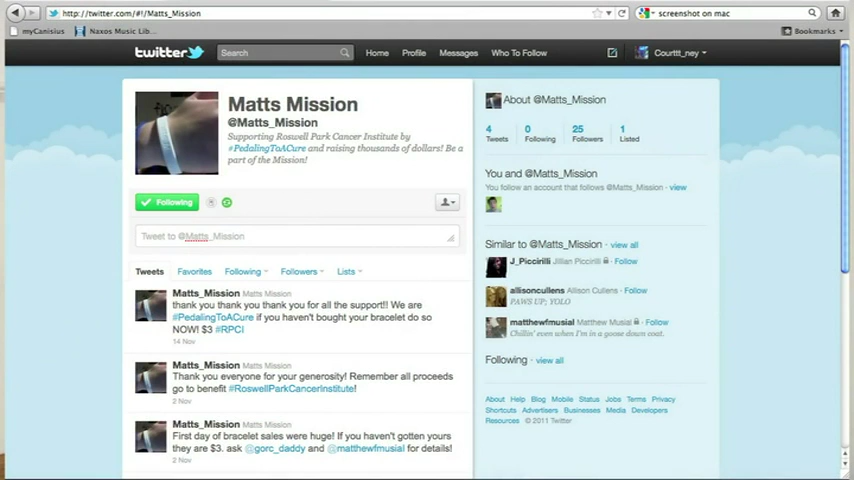 http://twitter.com/#!/Matts_Mission
screenshot on mac
myCanisius
Naxos Music Lib...
Bookmarks
twitter
Search
Home
Profile
Messages
Who To Follow
Courttt_ney
Matts Mission
@Matts_Mission
Supporting Roswell Park Cancer Institute by
#PedalingToACure and raising thousands of dollars! Be a
part of the Mission!
Following
Tweet to @Matts_Mission
Tweets
Favorites
Following
Followers
Lists
Matts_Mission Matts Mission
thank you thank you thank you for all the support!! We are
#PedalingToACure if you haven't bought your bracelet do so
NOW! $3 #RPCI
14 Nov
Matts_Mission Matts Mission
Thank you everyone for your generosity! Remember all proceeds
go to benefit #RoswellParkCancerInstitute!
2 Nov
Matts_Mission Matts Mission
First day of bracelet sales were huge! If you haven't gotten yours
they are $3. ask @gorc_daddy and @matthewfmusial for details!
2 Nov
About @Matts_Mission
4 0 25 1
Tweets Following Followers Listed
You and @Matts_Mission
You follow an account that follows @Matts_Mission · view
Similar to @Matts_Mission · view all
J_Piccirilli Jillian Piccirilli · Follow
allisoncullens Allison Cullens · Follow
PAWS UP; YOLO
matthewfmusial Matthew Musial · Follow
Chillin' even when I'm in a goose down coat.
Following · view all
About Help Blog Mobile Status Jobs Terms Privacy
Shortcuts Advertisers Businesses Media Developers
Resources © 2011 Twitter